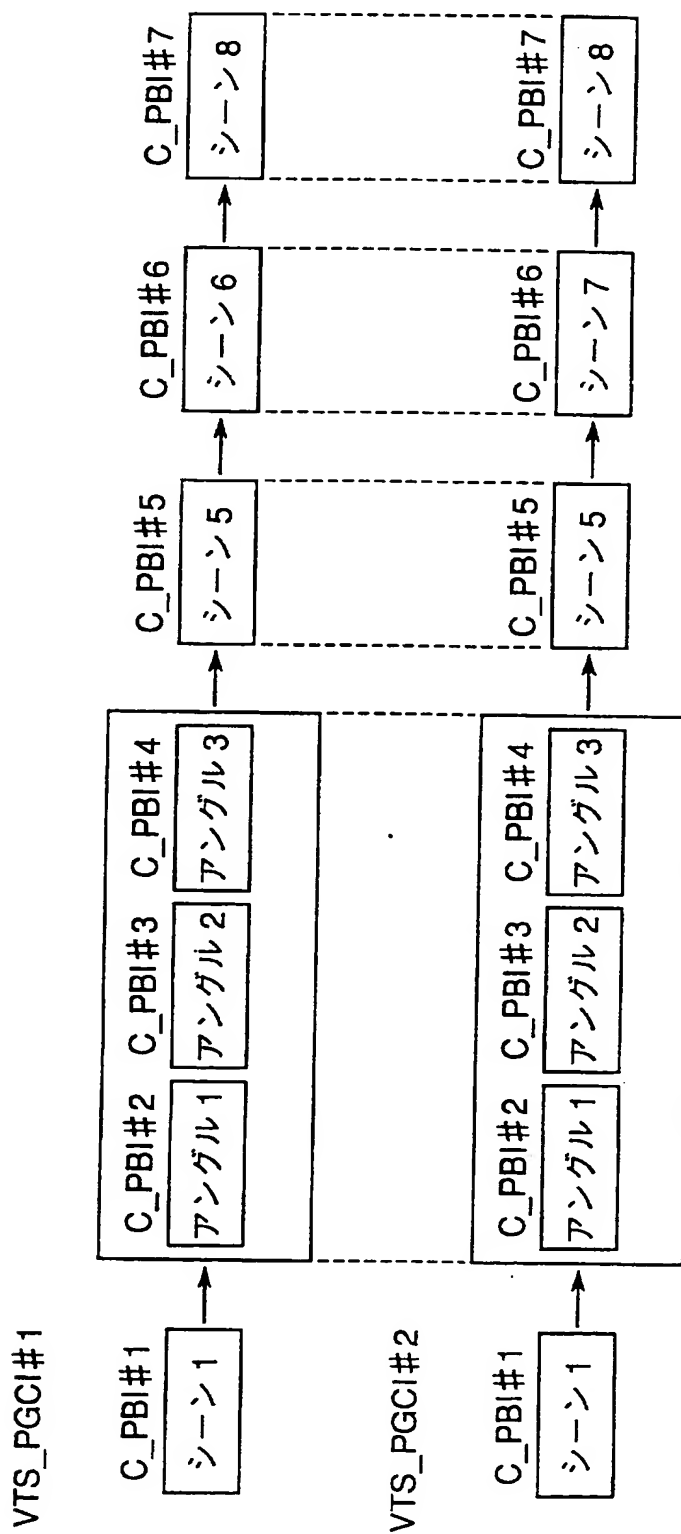 VTS_PGCI#1
C_PBI#1
シーン1
C_PBI#2
アングル1
C_PBI#3
アングル2
C_PBI#4
アングル3
C_PBI#5
シーン5
C_PBI#6
シーン6
C_PBI#7
シーン8
VTS_PGCI#2
C_PBI#1
シーン1
C_PBI#2
アングル1
C_PBI#3
アングル2
C_PBI#4
アングル3
C_PBI#5
シーン5
C_PBI#6
シーン7
C_PBI#7
シーン8